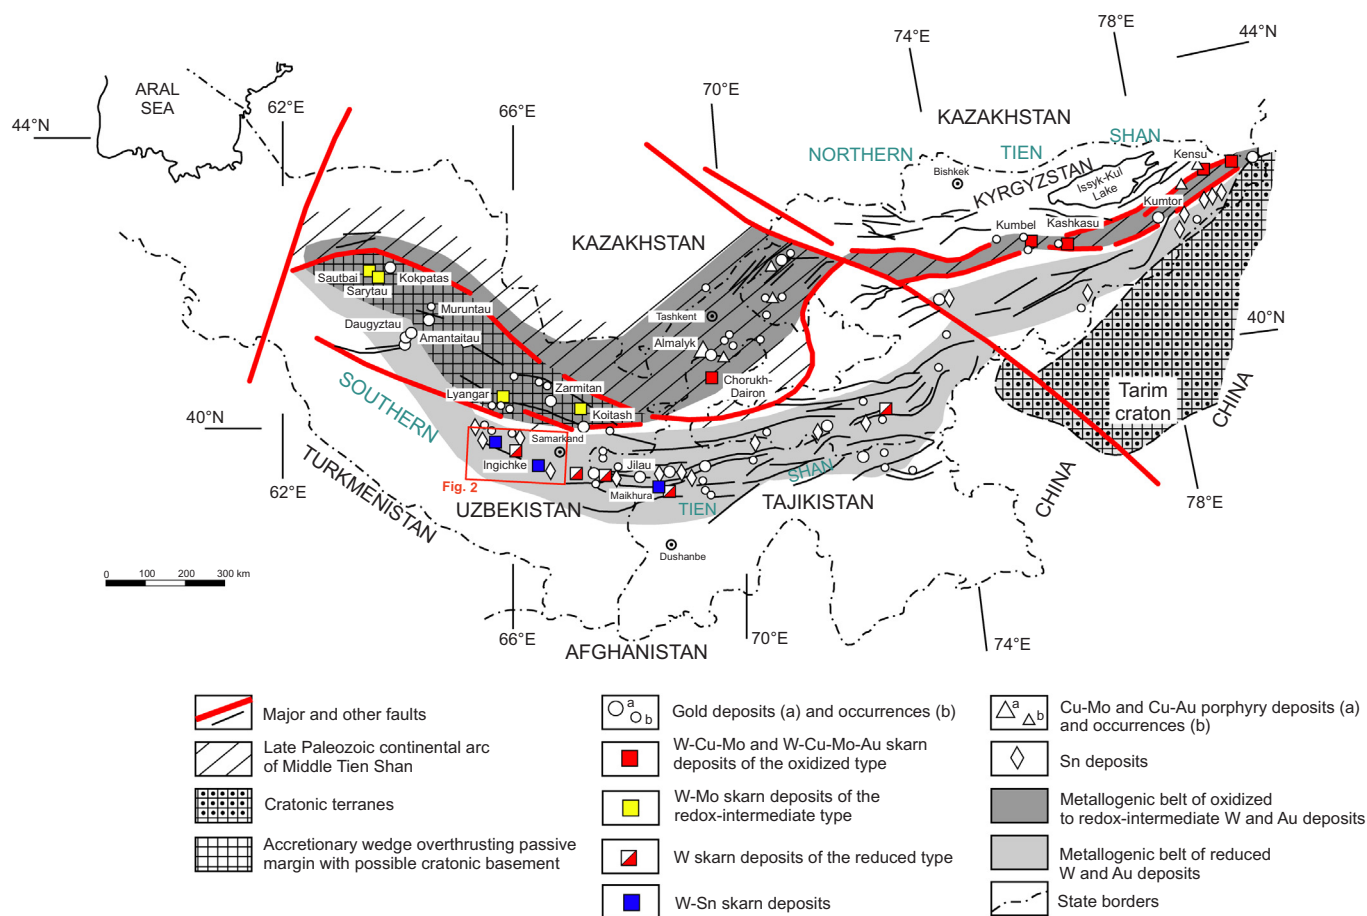 78°E
44°N
74°E
ARAL
SEA
62°E
66°E
70°E
KAZAKHSTAN
44°N
SHAN
NORTHERN
TIEN
Kensu
Bishkek
KYRGYZSTAN
Issyk-Kul
Lake
Kumtor
Kumbel
Kashkasu
KAZAKHSTAN
Sautbai
Kokpatas
Sarytau
Muruntau
Daugyztau
Amantaitau
Tashkent
Almalyk
40°N
Chorukh-
Dairon
Tarim
craton
CHINA
Lyangar
Zarmitan
Koitash
SOUTHERN
40°N
Samarkand
Ingichke
Jilau
Maikhura
SHAN
TIEN
Fig. 2
62°E
TURKMENISTAN
UZBEKISTAN
TAJIKISTAN
CHINA
78°E
Dushanbe
0 100 200 300 km
66°E
70°E
74°E
AFGHANISTAN
Major and other faults
Late Paleozoic continental arc
of Middle Tien Shan
Cratonic terranes
Accretionary wedge overthrusting passive
margin with possible cratonic basement
a
b
Gold deposits (a) and occurrences (b)
W-Cu-Mo and W-Cu-Mo-Au skarn
deposits of the oxidized type
W-Mo skarn deposits of the
redox-intermediate type
W skarn deposits of the reduced type
W-Sn skarn deposits
a
b
Cu-Mo and Cu-Au porphyry deposits (a)
and occurrences (b)
Sn deposits
Metallogenic belt of oxidized
to redox-intermediate W and Au deposits
Metallogenic belt of reduced
W and Au deposits
State borders